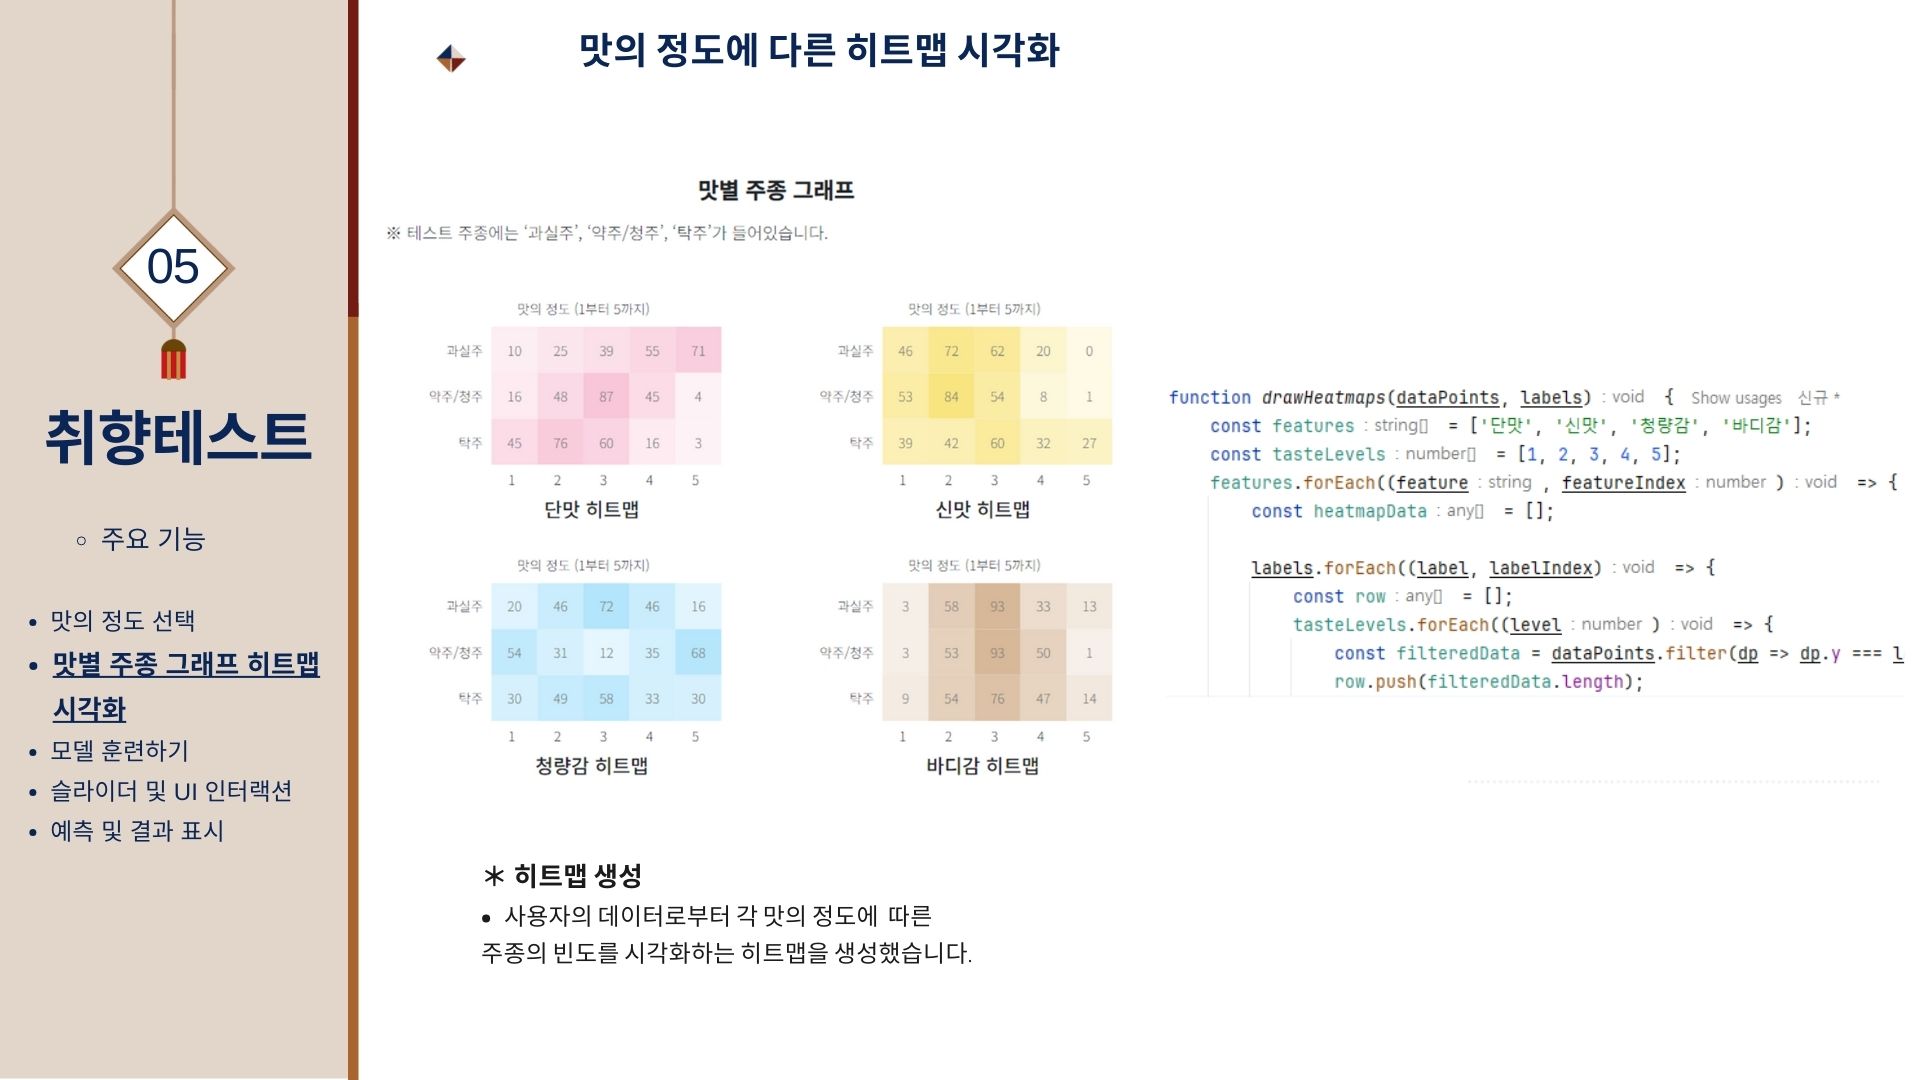 05
취향테스트
주요 기능
맛의 정도 선택
맛별 주종 그래프 히트맵
시각화
모델 훈련하기
슬라이더 및 UI 인터랙션
예측 및 결과 표시
맛의 정도에 다른 히트맵 시각화
맛별 주종 그래프
※ 테스트 주종에는 ‘과실주’, ‘약주/청주’, ‘탁주’가 들어있습니다.
맛의 정도 (1부터 5까지)
과실주 10 25 39 55 71
약주/청주 16 48 87 45 4
탁주 45 76 60 16 3
1 2 3 4 5
단맛 히트맵
맛의 정도 (1부터 5까지)
과실주 46 72 62 20 0
약주/청주 53 84 54 8 1
탁주 39 42 60 32 27
1 2 3 4 5
신맛 히트맵
맛의 정도 (1부터 5까지)
과실주 20 46 72 46 16
약주/청주 54 31 12 35 68
탁주 30 49 58 33 30
1 2 3 4 5
청량감 히트맵
맛의 정도 (1부터 5까지)
과실주 3 58 93 33 13
약주/청주 3 53 93 50 1
탁주 9 54 76 47 14
1 2 3 4 5
바디감 히트맵
function drawHeatmaps(dataPoints, labels) : void { Show usages 신규 *
const features : string[] = ['단맛', '신맛', '청량감', '바디감'];
const tasteLevels : number[] = [1, 2, 3, 4, 5];
features.forEach((feature : string , featureIndex : number ) : void => {
const heatmapData : any[] = [];
labels.forEach((label, labelIndex) : void => {
const row : any[] = [];
tasteLevels.forEach((level : number ) : void => {
const filteredData = dataPoints.filter(dp => dp.y === l
row.push(filteredData.length);
＊ 히트맵 생성
• 사용자의 데이터로부터 각 맛의 정도에 따른
주종의 빈도를 시각화하는 히트맵을 생성했습니다.